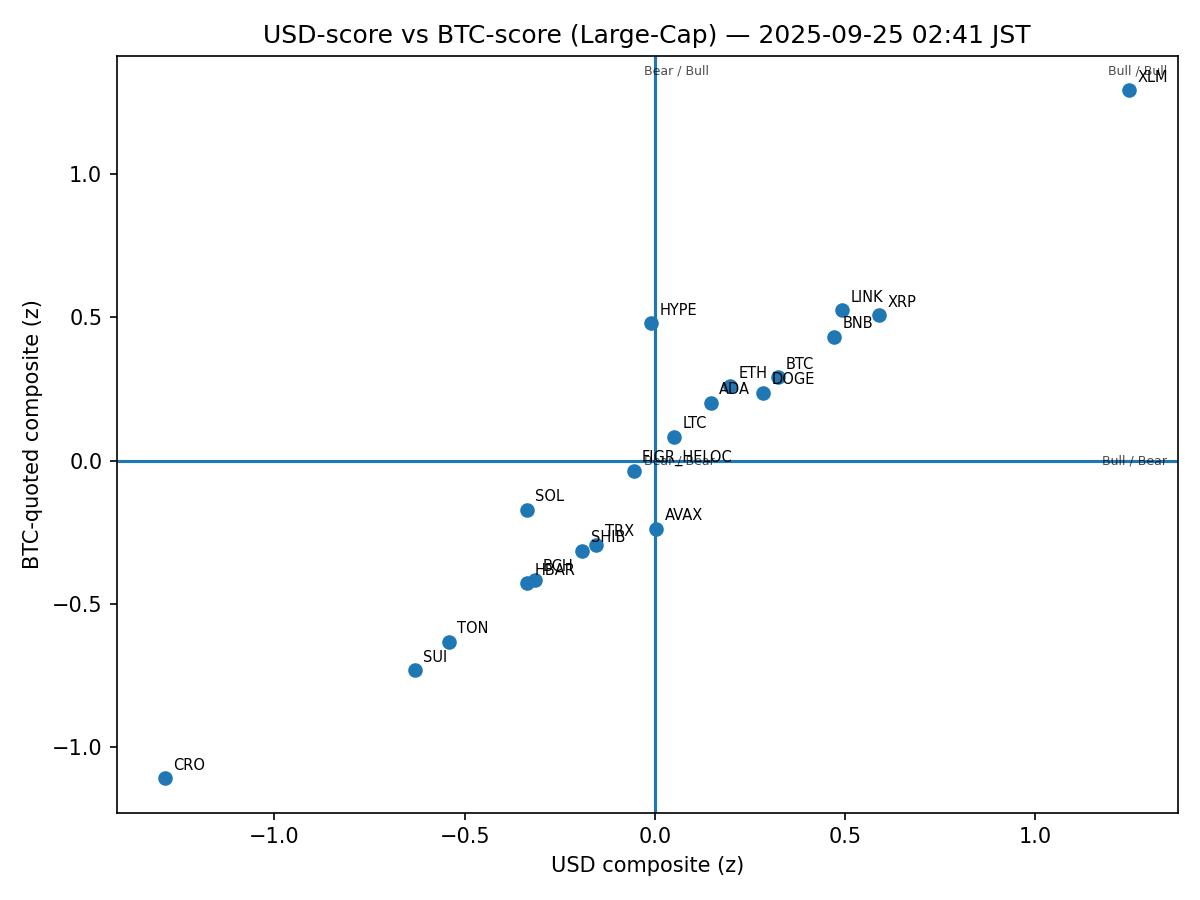 USD-score vs BTC-score (Large-Cap) — 2025-09-25 02:41 JST
Bear / Bull
Bull / Bull
XLM
1.0
LINK
XRP
0.5
HYPE
BNB
BTC
ETH
DOGE
ADA
LTC
FIGR_HELOC
0.0
Bear / Bear
Bull / Bear
SOL
AVAX
TRX
SHIB
BCH
HBAR
−0.5
TON
SUI
−1.0
CRO
−1.0
−0.5
0.0
0.5
1.0
USD composite (z)
BTC-quoted composite (z)